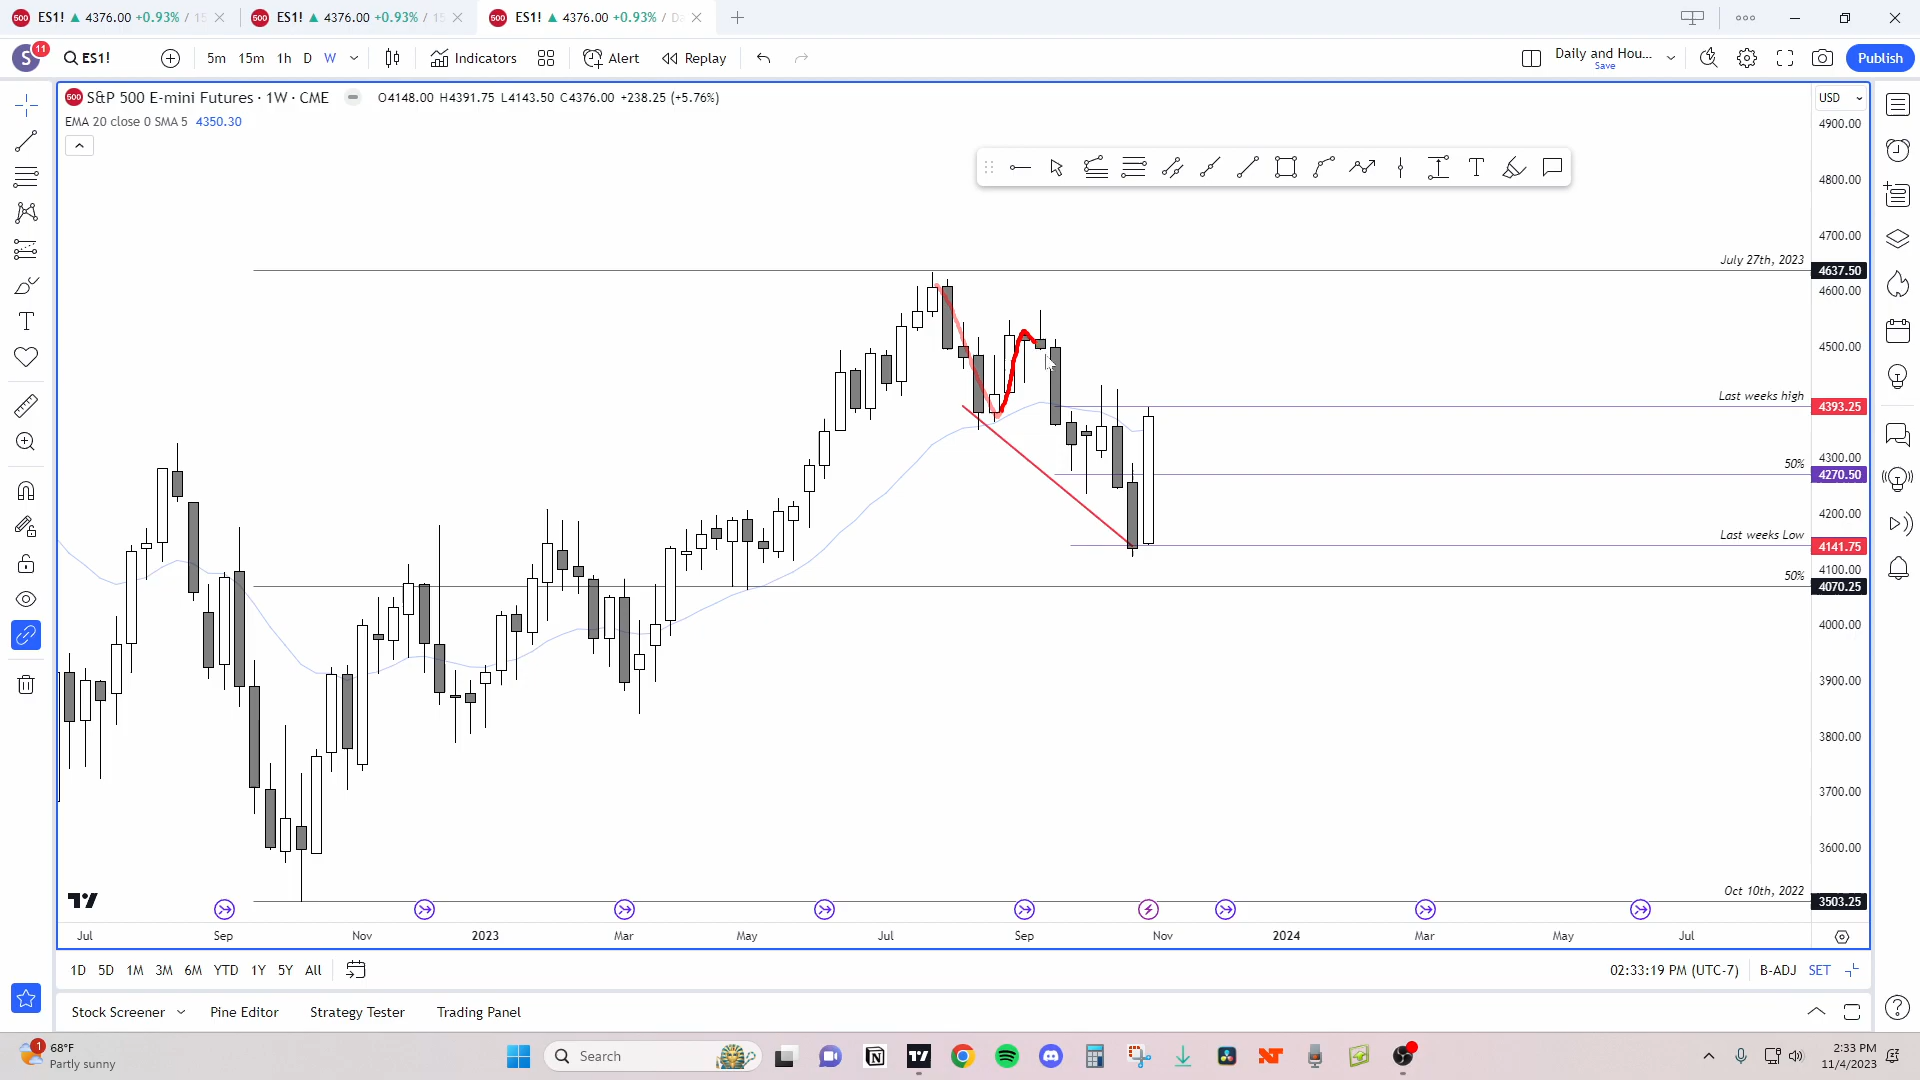 500 ES1! ▲ 4376.00 +0.93% / 15 500 ES1! ▲ 4376.00 +0.93% / 15 500 ES1! ▲ 4376.00 +0.93% / D
S 11 ES1! 5m 15m 1h D W Indicators Alert Replay Daily and Hou... Save Publish
500 S&P 500 E-mini Futures · 1W · CME O4148.00 H4391.75 L4143.50 C4376.00 +238.25 (+5.76%) USD
EMA 20 close 0 SMA 5 4350.30
4900.00
4800.00
T
4700.00
July 27th, 2023 4637.50
4600.00
4500.00
Last weeks high 4393.25
4300.00
50% 4270.50
4200.00
Last weeks Low 4141.75
4100.00
50% 4070.25
4000.00
3900.00
3800.00
3700.00
3600.00
Oct 10th, 2022 3503.25
Jul Sep Nov 2023 Mar May Jul Sep Nov 2024 Mar May Jul
1D 5D 1M 3M 6M YTD 1Y 5Y All 02:33:19 PM (UTC-7) B-ADJ SET
Stock Screener Pine Editor Strategy Tester Trading Panel
1 68°F Search 2:33 PM
Partly sunny 11/4/2023